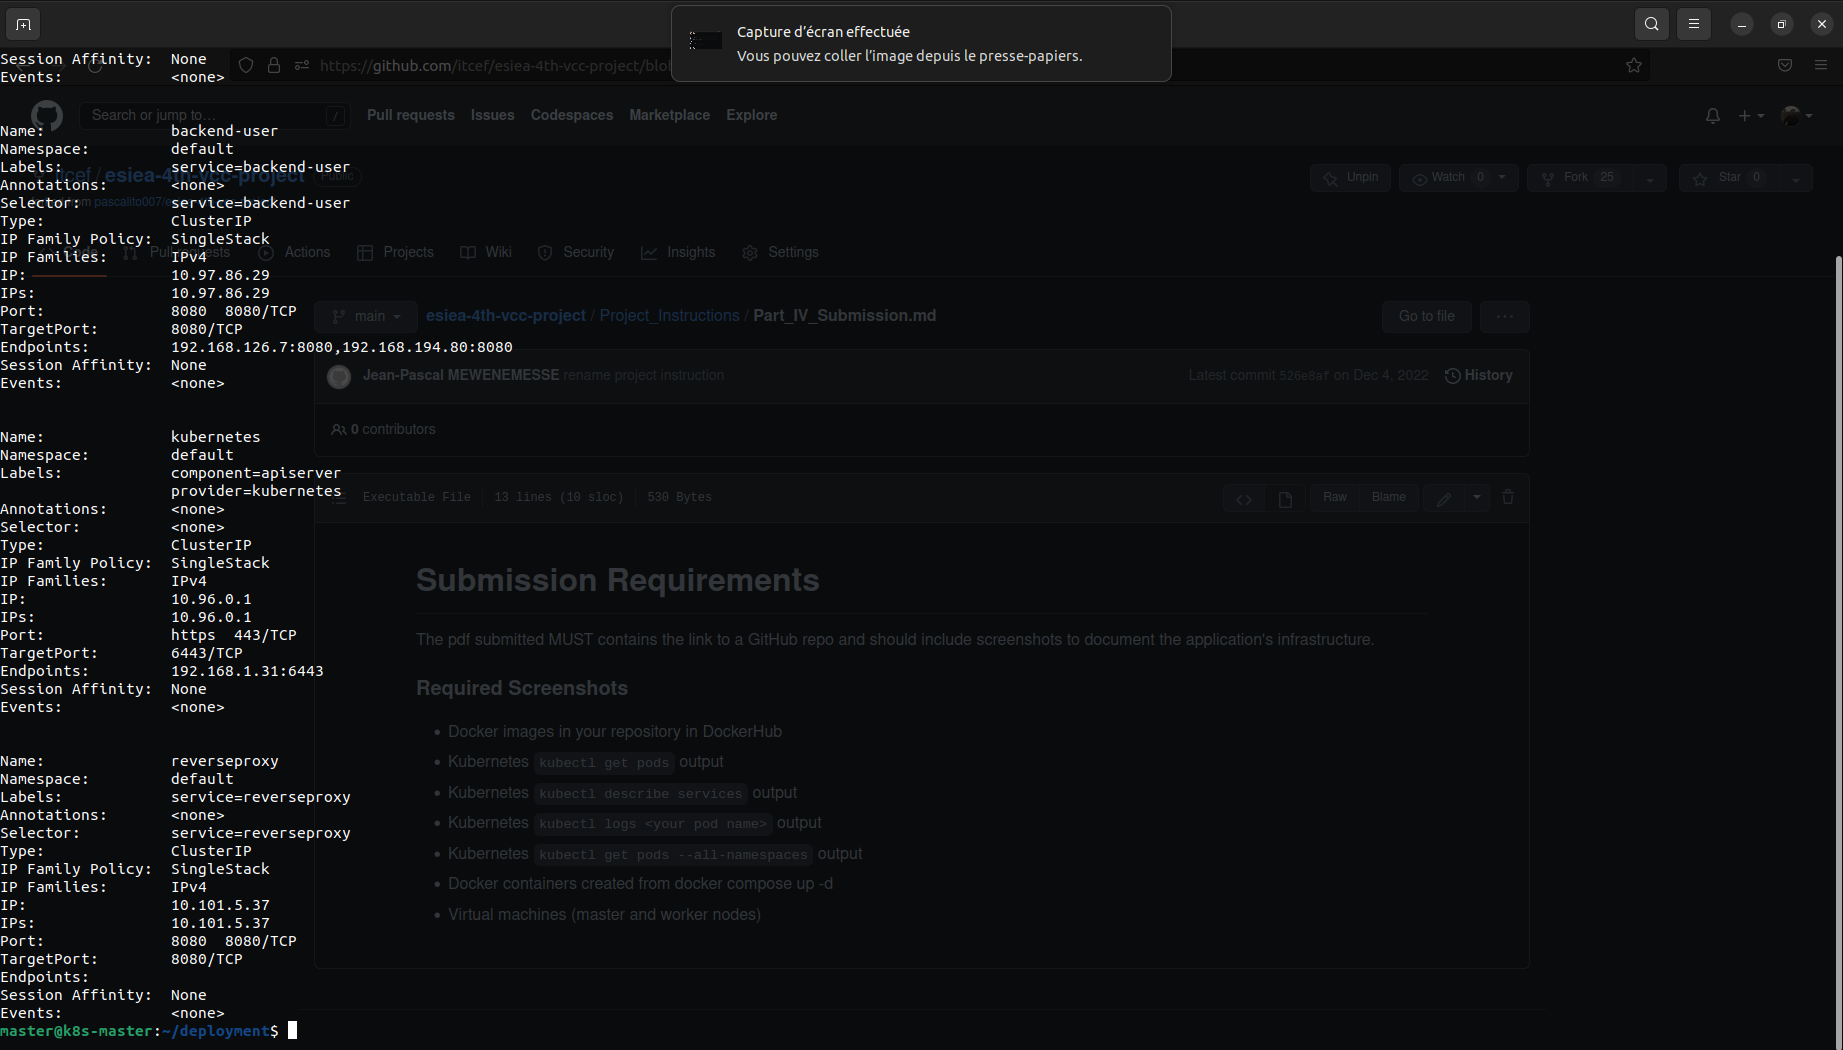 Capture d'écran effectuée
Vous pouvez coller l'image depuis le presse-papiers.
Session Affinity:  None
Events:            <none>
https://github.com/itcef/esiea-4th-vcc-project/blo
Search or jump to...
/
Pull requests
Issues
Codespaces
Marketplace
Explore
Name:              backend-user
Namespace:         default
Labels:            service=backend-user
Annotations:       <none>
Selector:          service=backend-user
Type:              ClusterIP
IP Family Policy:  SingleStack
IP Families:       IPv4
IP:                10.97.86.29
IPs:               10.97.86.29
Port:              8080  8080/TCP
TargetPort:        8080/TCP
Endpoints:         192.168.126.7:8080,192.168.194.80:8080
Session Affinity:  None
Events:            <none>
itcef / esiea-4th-vcc-project
Public
from pascalito007/
Unpin
Watch 0
Fork 25
Star 0
Pull requests
Actions
Projects
Wiki
Security
Insights
Settings
main
esiea-4th-vcc-project / Project_Instructions / Part_IV_Submission.md
Go to file
Jean-Pascal MEWENEMESSE rename project instruction
Latest commit 526e8af on Dec 4, 2022
History
0 contributors
Name:              kubernetes
Namespace:         default
Labels:            component=apiserver
                   provider=kubernetes
Annotations:       <none>
Selector:          <none>
Type:              ClusterIP
IP Family Policy:  SingleStack
IP Families:       IPv4
IP:                10.96.0.1
IPs:               10.96.0.1
Port:              https  443/TCP
TargetPort:        6443/TCP
Endpoints:         192.168.1.31:6443
Session Affinity:  None
Events:            <none>
Executable File
13 lines (10 sloc)
530 Bytes
Raw
Blame
Submission Requirements
The pdf submitted MUST contains the link to a GitHub repo and should include screenshots to document the application's infrastructure.
Required Screenshots
• Docker images in your repository in DockerHub
• Kubernetes kubectl get pods output
• Kubernetes kubectl describe services output
• Kubernetes kubectl logs <your pod name> output
• Kubernetes kubectl get pods --all-namespaces output
• Docker containers created from docker compose up -d
• Virtual machines (master and worker nodes)
Name:              reverseproxy
Namespace:         default
Labels:            service=reverseproxy
Annotations:       <none>
Selector:          service=reverseproxy
Type:              ClusterIP
IP Family Policy:  SingleStack
IP Families:       IPv4
IP:                10.101.5.37
IPs:               10.101.5.37
Port:              8080  8080/TCP
TargetPort:        8080/TCP
Endpoints:
Session Affinity:  None
Events:            <none>
master@k8s-master:~/deployment$